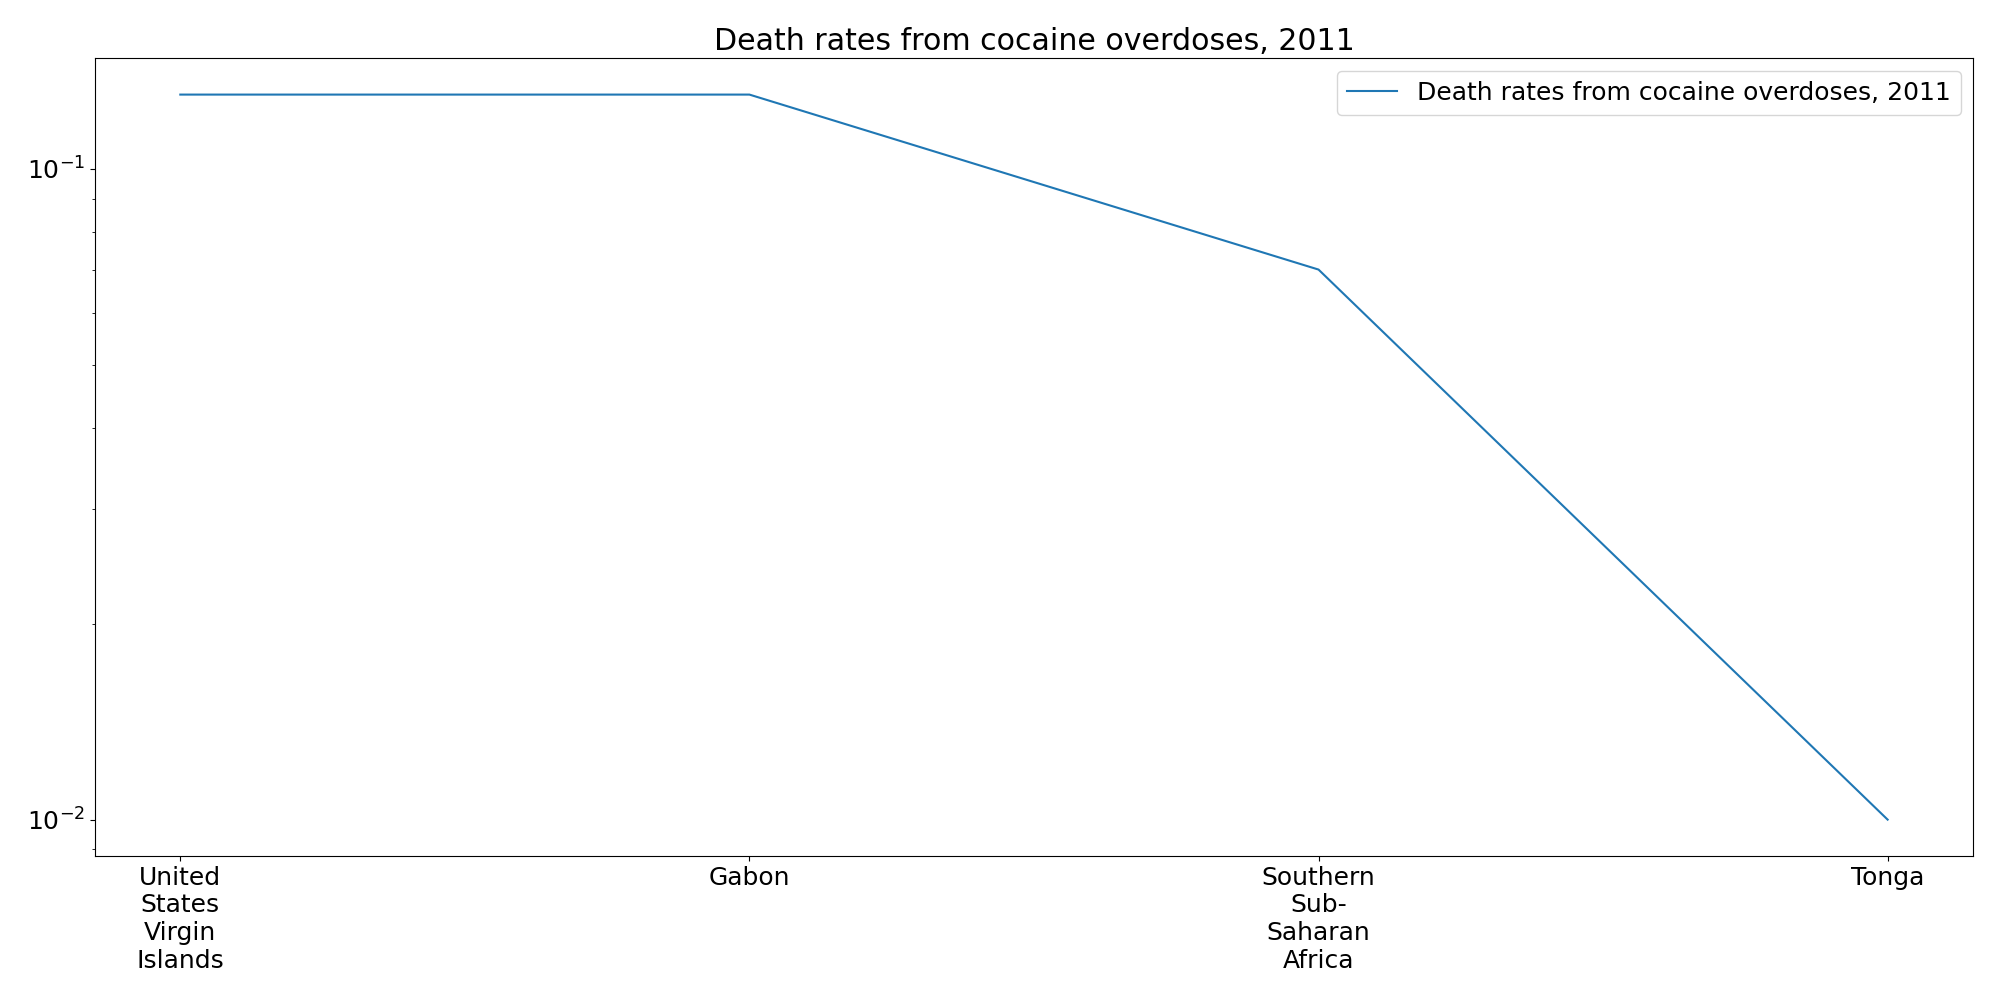 Death rates from cocaine overdoses, 2011
Death rates from cocaine overdoses, 2011
10⁻¹
10⁻²
United
States
Virgin
Islands
Gabon
Southern
Sub-
Saharan
Africa
Tonga